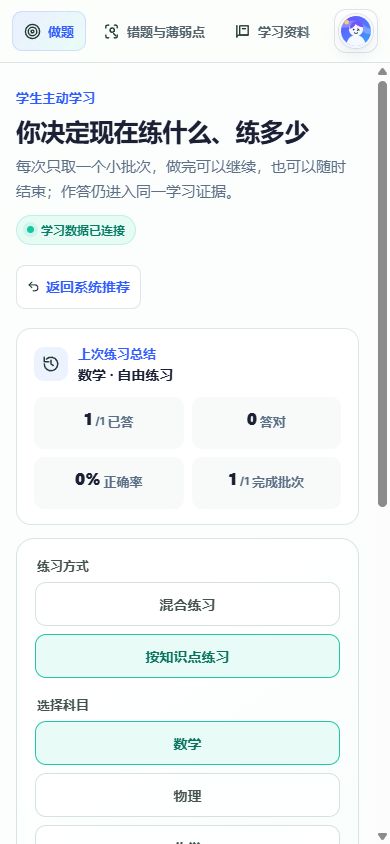 做题
错题与薄弱点
学习资料
学生主动学习
你决定现在练什么、练多少
每次只取一个小批次，做完可以继续，也可以随时
结束；作答仍进入同一学习证据。
学习数据已连接
返回系统推荐
上次练习总结
数学 · 自由练习
1 /1 已答
0 答对
0% 正确率
1 /1 完成批次
练习方式
混合练习
按知识点练习
选择科目
数学
物理